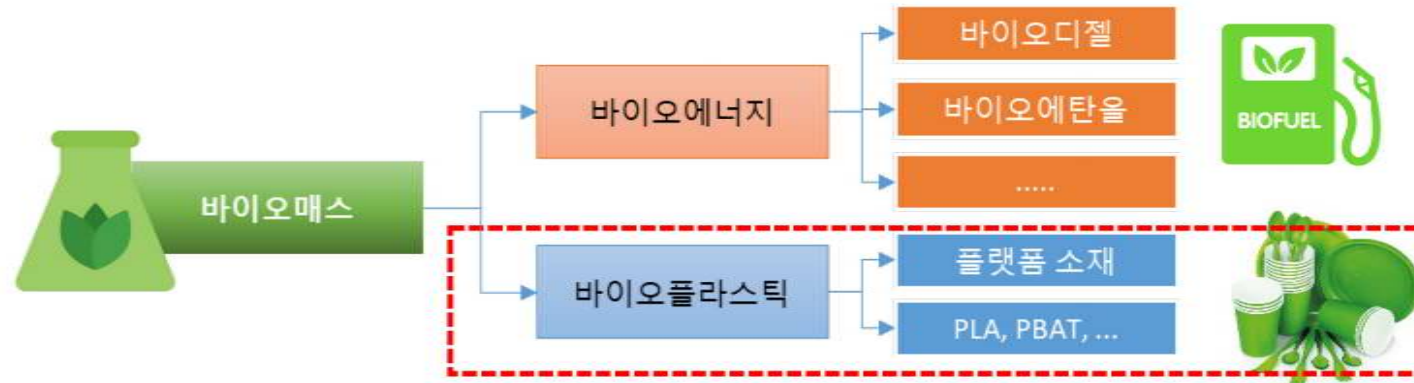 바이오매스
바이오에너지
바이오디젤
바이오에탄올
.....
BIOFUEL
바이오플라스틱
플랫폼 소재
PLA, PBAT, ...